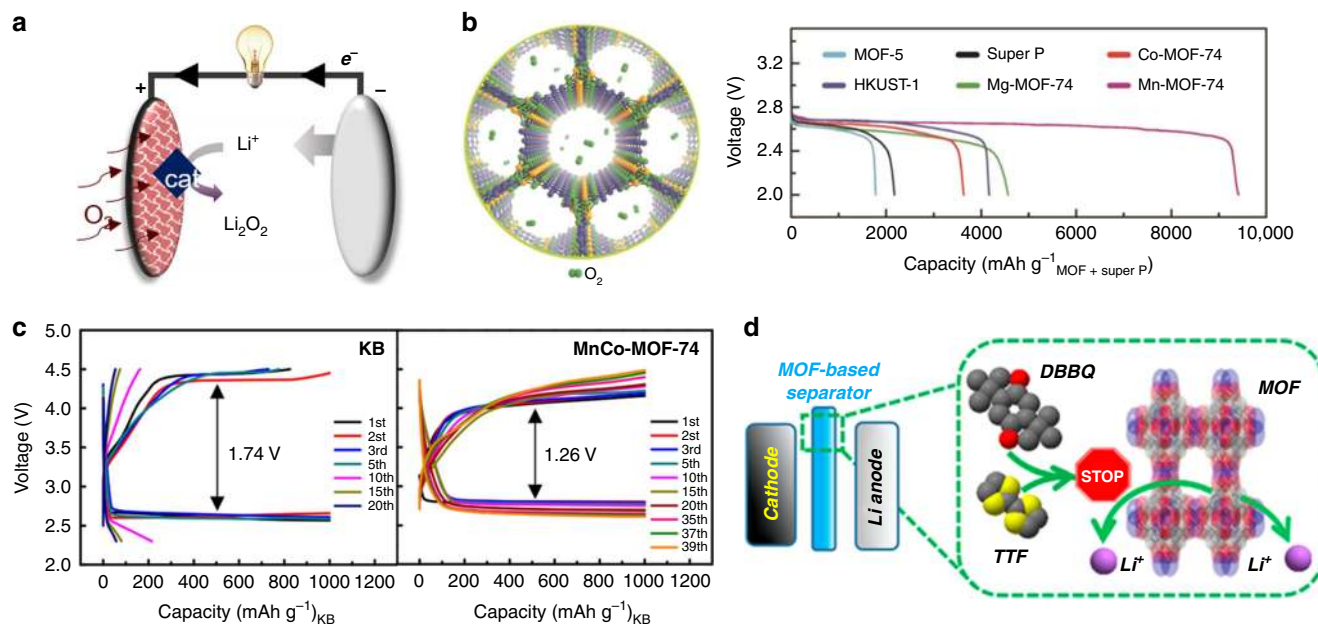 a
e−
+
−
Li+
cat
O2
Li2O2
b
O2
MOF-5
Super P
Co-MOF-74
HKUST-1
Mg-MOF-74
Mn-MOF-74
3.2
2.8
2.4
2.0
Voltage (V)
0
2000
4000
6000
8000
10,000
Capacity (mAh g−1MOF + super P)
c
5.0
4.5
4.0
3.5
3.0
2.5
2.0
Voltage (V)
KB
1.74 V
1st
2st
3rd
5th
10th
15th
20th
0
200
400
600
800
1000
1200
Capacity (mAh g−1)KB
MnCo-MOF-74
1.26 V
1st
2st
3rd
5th
10th
15th
20th
35th
37th
39th
0
200
400
600
800
1000
1200
Capacity (mAh g−1)KB
d
MOF-based
separator
Cathode
Li anode
DBBQ
MOF
STOP
TTF
Li+
Li+